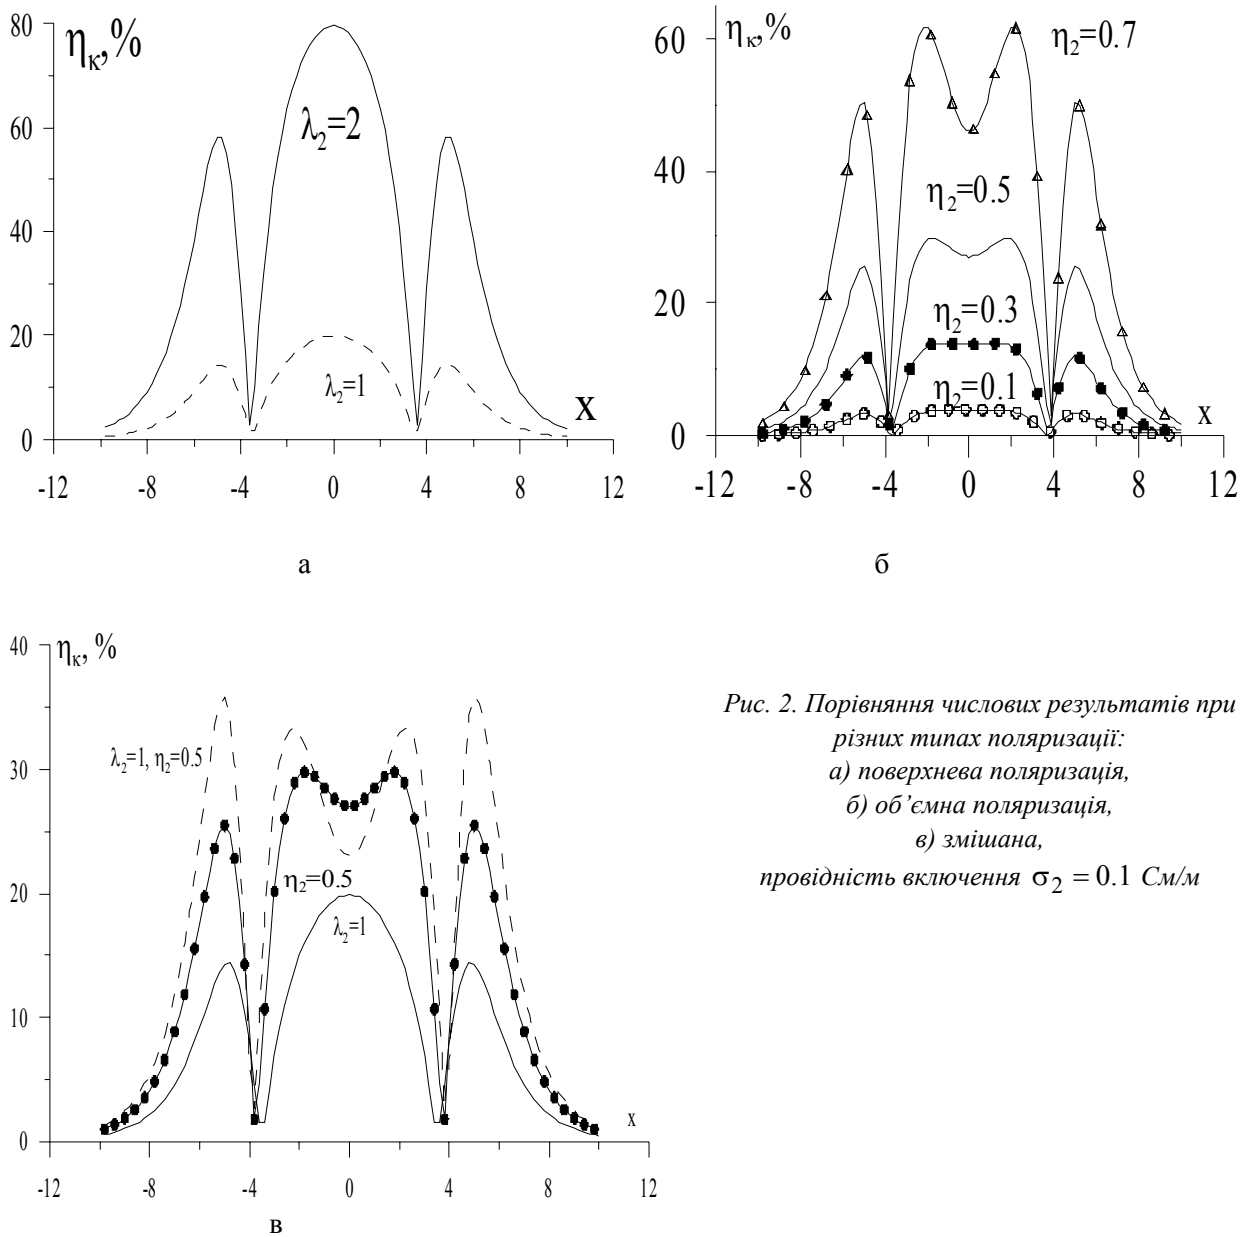 80
60
40
20
0
ηк,%
λ2=2
λ2=1
X
-12 -8 -4 0 4 8 12
а
60
40
20
0
ηк,%
η2=0.7
η2=0.5
η2=0.3
η2=0.1
X
-12 -8 -4 0 4 8 12
б
40
30
20
10
0
ηк, %
λ2=1, η2=0.5
η2=0.5
λ2=1
x
-12 -8 -4 0 4 8 12
в
Рис. 2. Порівняння числових результатів при
різних типах поляризації:
а) поверхнева поляризація,
б) об’ємна поляризація,
в) змішана,
провідність включення σ2 = 0.1 См/м